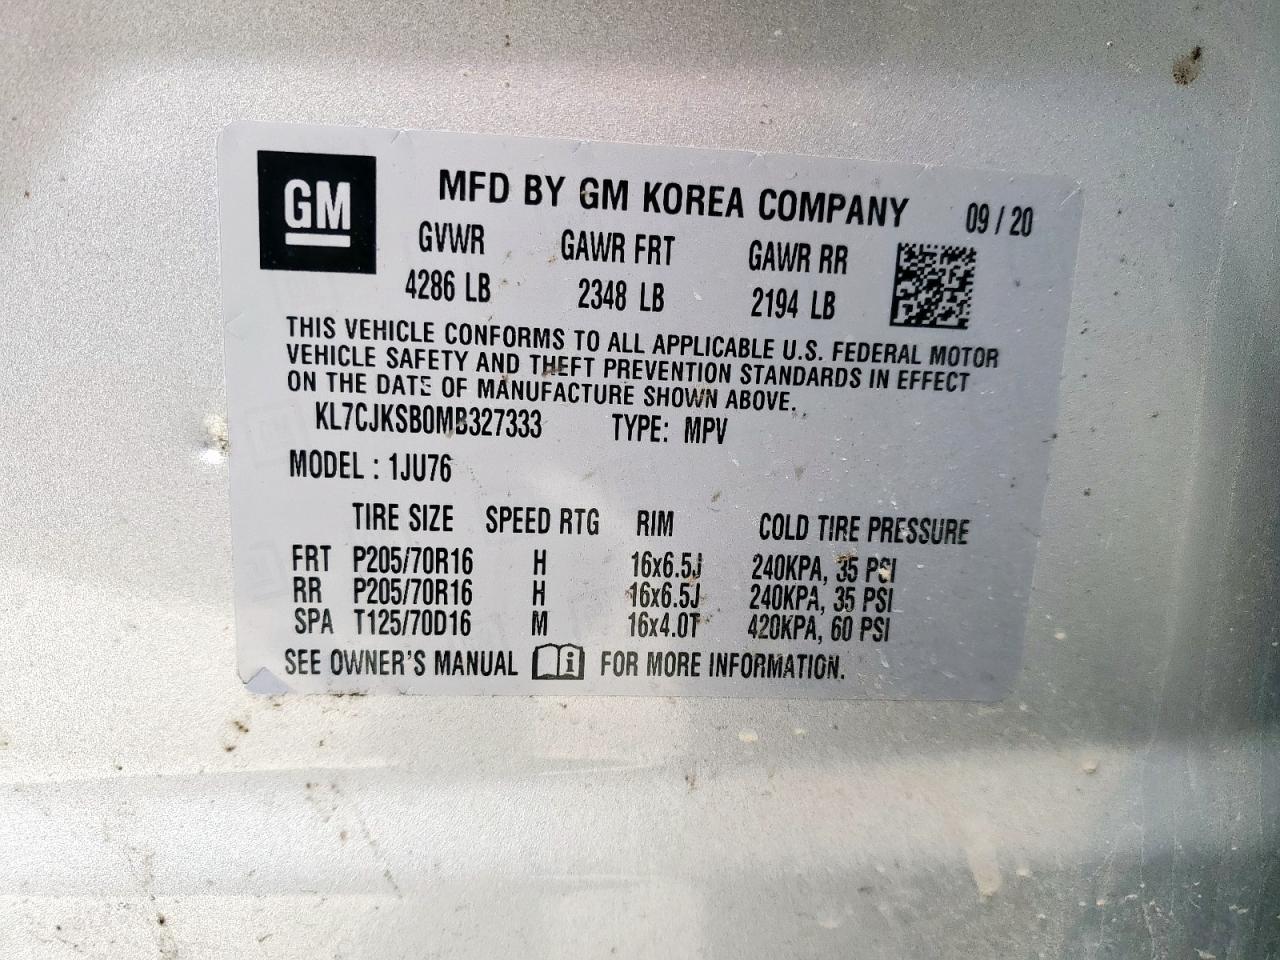 GM
MFD BY GM KOREA COMPANY 09 / 20
GVWR GAWR FRT GAWR RR
4286 LB 2348 LB 2194 LB
THIS VEHICLE CONFORMS TO ALL APPLICABLE U.S. FEDERAL MOTOR
VEHICLE SAFETY AND THEFT PREVENTION STANDARDS IN EFFECT
ON THE DATE OF MANUFACTURE SHOWN ABOVE.
KL7CJKSB0MB327333 TYPE: MPV
MODEL : 1JU76
TIRE SIZE SPEED RTG RIM COLD TIRE PRESSURE
FRT P205/70R16 H 16x6.5J 240KPA, 35 PSI
RR P205/70R16 H 16x6.5J 240KPA, 35 PSI
SPA T125/70D16 M 16x4.0T 420KPA, 60 PSI
SEE OWNER'S MANUAL i FOR MORE INFORMATION.